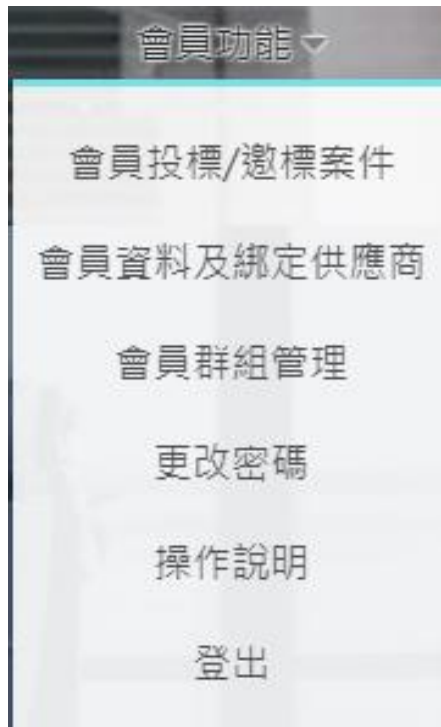 會員功能
會員投標/邀標案件
會員資料及綁定供應商
會員群組管理
更改密碼
操作說明
登出